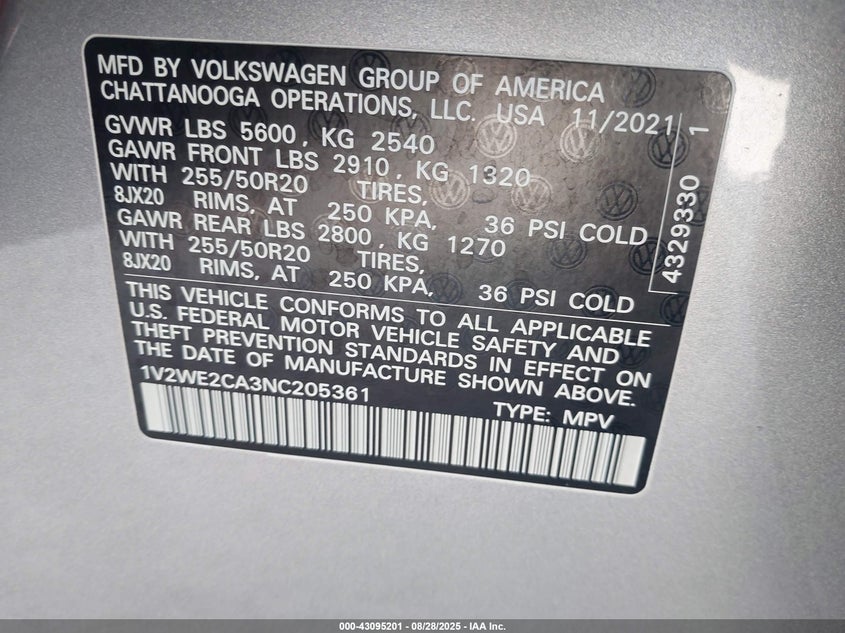 MFD BY VOLKSWAGEN GROUP OF AMERICA
CHATTANOOGA OPERATIONS, LLC. USA 11/2021
GVWR LBS 5600, KG 2540
GAWR FRONT LBS 2910, KG 1320
WITH 255/50R20 TIRES,
8JX20 RIMS, AT 250 KPA, 36 PSI COLD
GAWR REAR LBS 2800, KG 1270
WITH 255/50R20 TIRES,
8JX20 RIMS, AT 250 KPA, 36 PSI COLD
4329330 1
THIS VEHICLE CONFORMS TO ALL APPLICABLE
U.S. FEDERAL MOTOR VEHICLE SAFETY AND
THEFT PREVENTION STANDARDS IN EFFECT ON
THE DATE OF MANUFACTURE SHOWN ABOVE.
1V2WE2CA3NC205361 TYPE: MPV
000-43095201 - 08/28/2025 - IAA Inc.